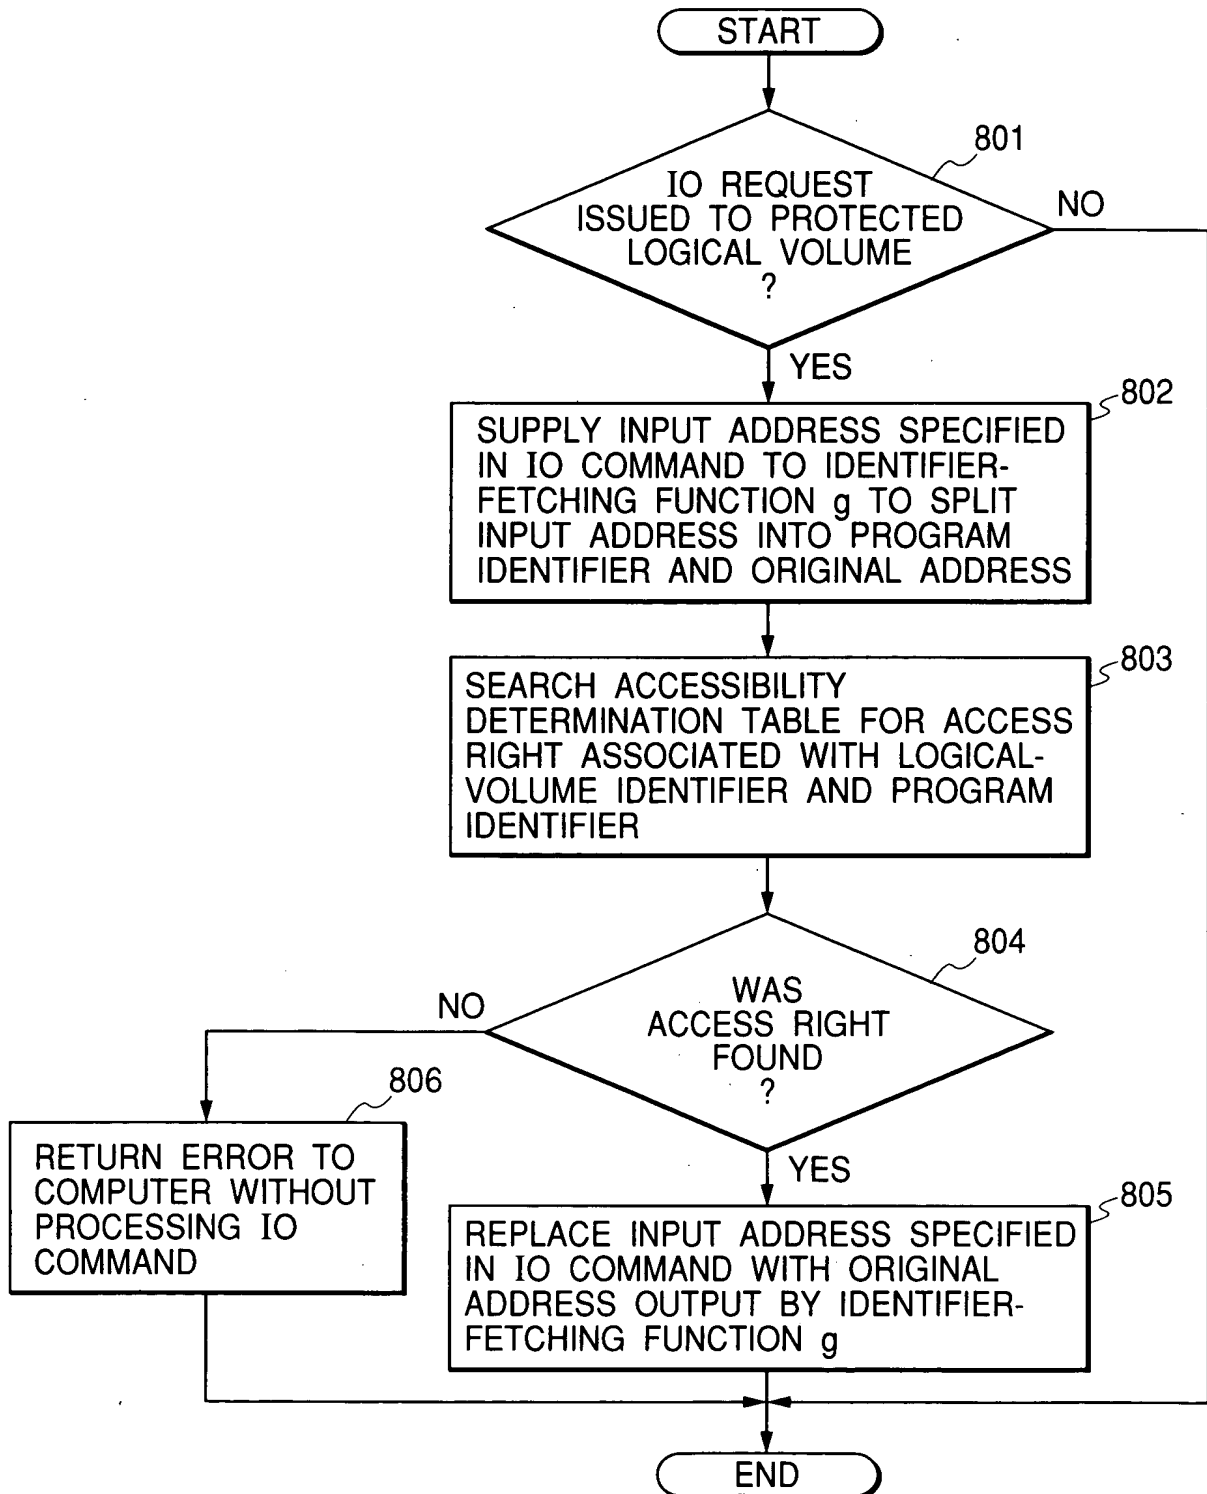 START
801
IO REQUEST
ISSUED TO PROTECTED
LOGICAL VOLUME
?
NO
YES
802
SUPPLY INPUT ADDRESS SPECIFIED
IN IO COMMAND TO IDENTIFIER-
FETCHING FUNCTION g TO SPLIT
INPUT ADDRESS INTO PROGRAM
IDENTIFIER AND ORIGINAL ADDRESS
803
SEARCH ACCESSIBILITY
DETERMINATION TABLE FOR ACCESS
RIGHT ASSOCIATED WITH LOGICAL-
VOLUME IDENTIFIER AND PROGRAM
IDENTIFIER
804
WAS
ACCESS RIGHT
FOUND
?
NO
YES
806
RETURN ERROR TO
COMPUTER WITHOUT
PROCESSING IO
COMMAND
805
REPLACE INPUT ADDRESS SPECIFIED
IN IO COMMAND WITH ORIGINAL
ADDRESS OUTPUT BY IDENTIFIER-
FETCHING FUNCTION g
END